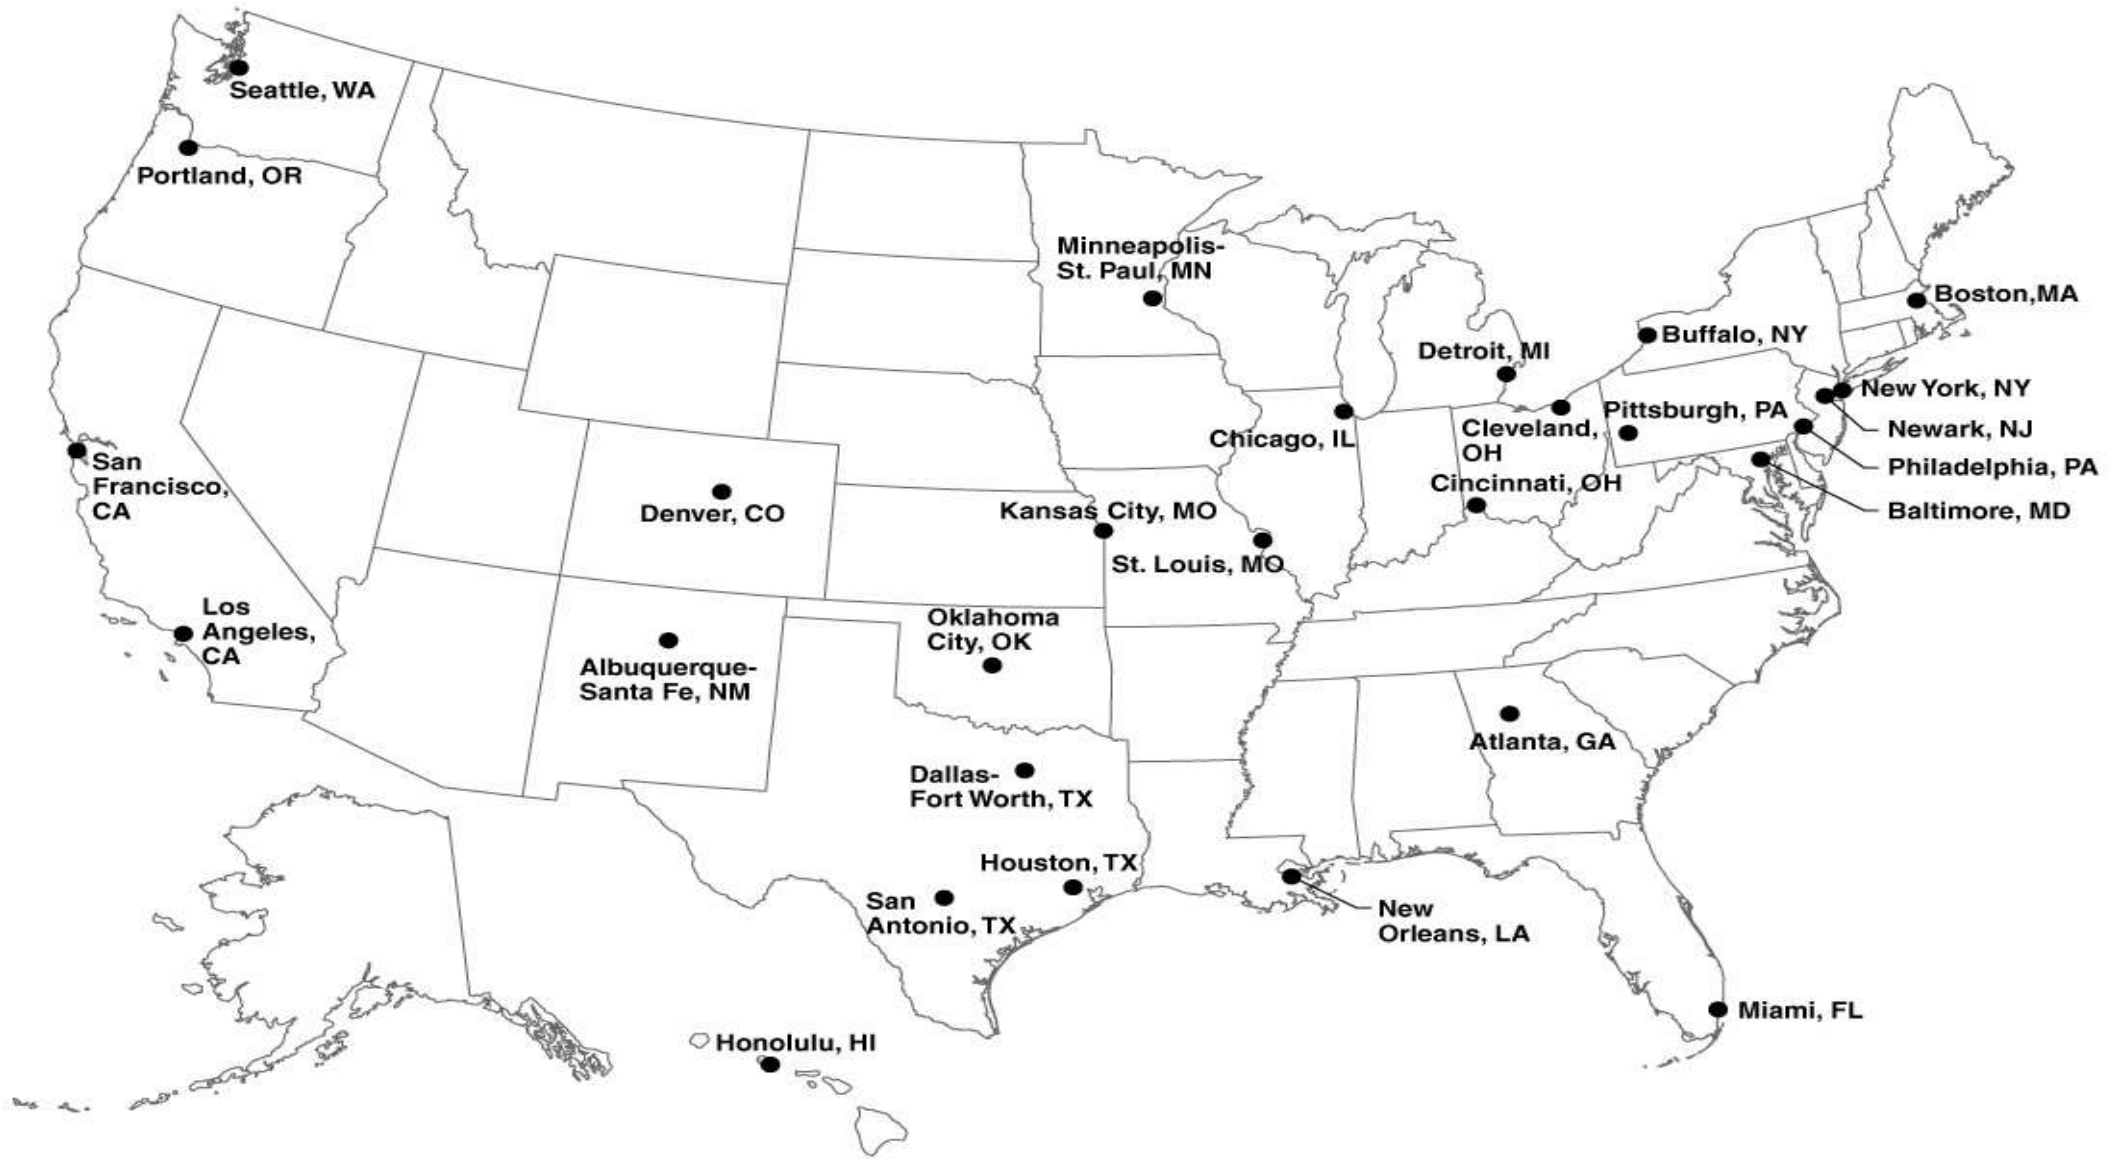 Seattle, WA
Portland, OR
Minneapolis-
St. Paul, MN
Boston,MA
Buffalo, NY
Detroit, MI
New York, NY
Pittsburgh, PA
Newark, NJ
Chicago, IL
Cleveland,
OH
Philadelphia, PA
San
Francisco,
CA
Cincinnati, OH
Denver, CO
Kansas City, MO
Baltimore, MD
St. Louis, MO
Los
Angeles,
CA
Oklahoma
City, OK
Albuquerque-
Santa Fe, NM
Atlanta, GA
Dallas-
Fort Worth, TX
Houston, TX
San
Antonio, TX
New
Orleans, LA
Miami, FL
Honolulu, HI